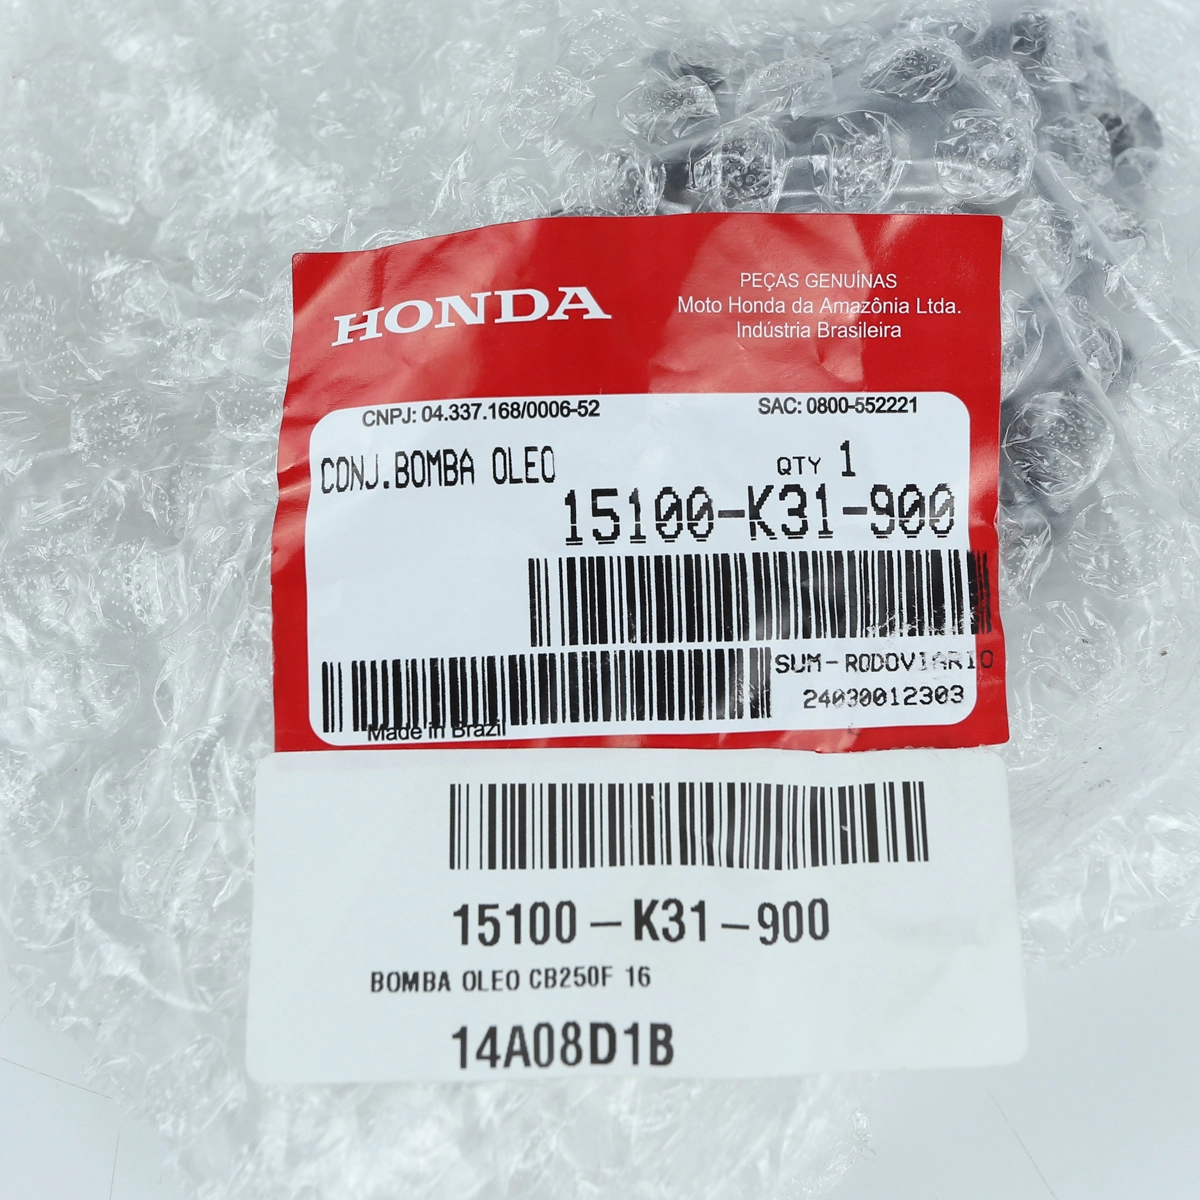 HONDA
PEÇAS GENUÍNAS
Moto Honda da Amazônia Ltda.
Indústria Brasileira
CNPJ: 04.337.168/0006-52
SAC: 0800-552221
CONJ.BOMBA OLEO
QTY 1
15100-K31-900
SUM-RODOVIARIO
24030012303
Made in Brazil
15100-K31-900
BOMBA OLEO CB250F 16
14A08D1B